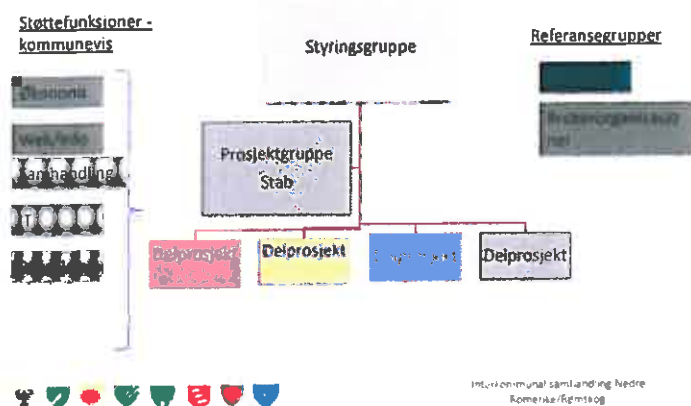 Støttefunksjoner -
kommunevis
Økonomi
Web/info
Samhandling
IT
Styringsgruppe
Prosjektgruppe
Stab
Delprosjekt
Delprosjekt
Delprosjekt
Referansegrupper
Interkommunal samhandling Nedre
Romerike/Rømskog